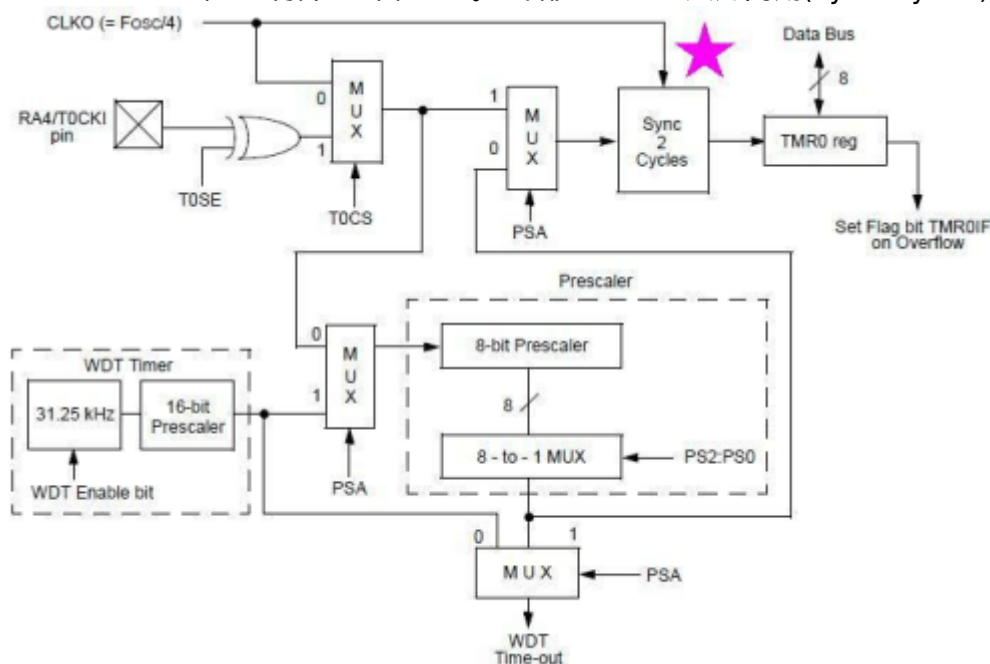 CLKO (= Fosc/4)
Data Bus
8
RA4/T0CKI
pin
T0SE
0
1
M
U
X
T0CS
1
0
M
U
X
PSA
Sync
2
Cycles
TMR0 reg
Set Flag bit TMR0IF
on Overflow
Prescaler
8-bit Prescaler
8
8 - to - 1 MUX
PS2:PS0
WDT Timer
31.25 kHz
16-bit
Prescaler
WDT Enable bit
0
1
M
U
X
PSA
0
1
M U X
PSA
WDT
Time-out